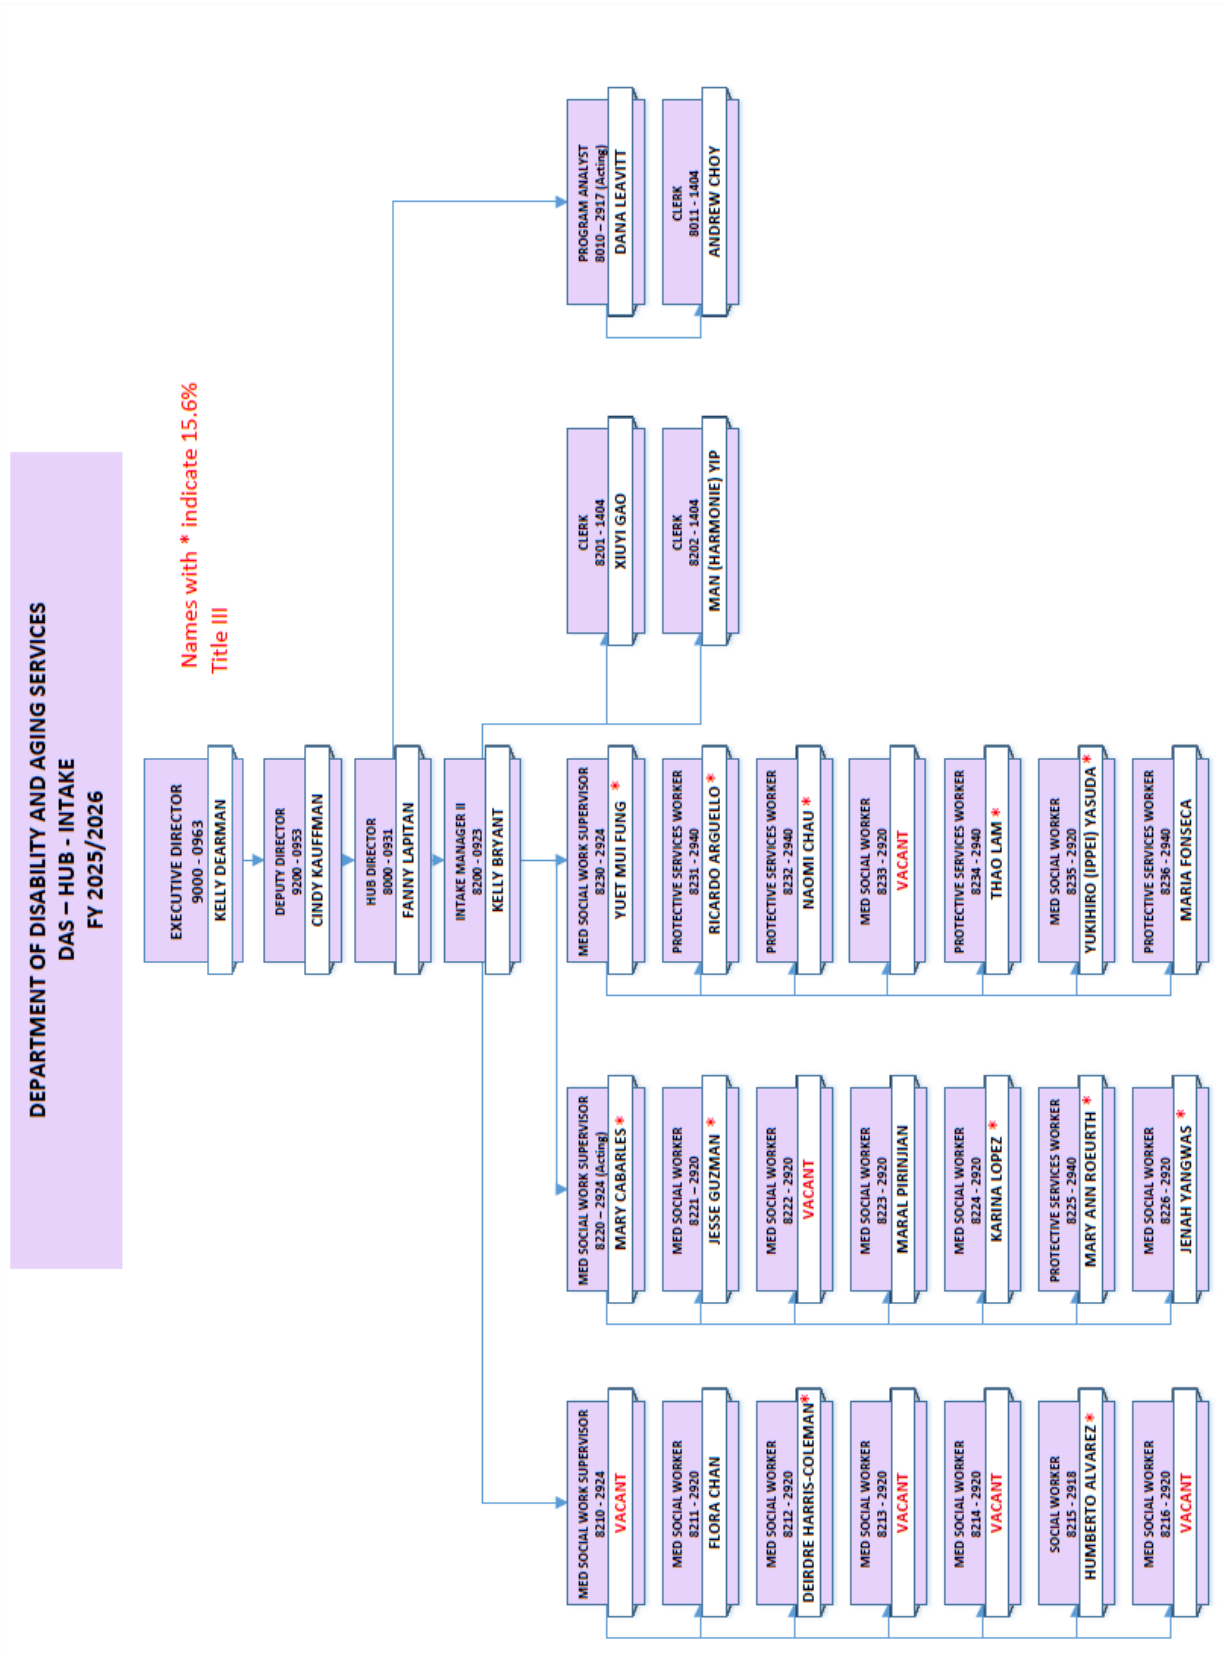 DEPARTMENT OF DISABILITY AND AGING SERVICES
DAS – HUB - INTAKE
FY 2025/2026
Names with * indicate 15.6%
Title III
EXECUTIVE DIRECTOR
9000 - 0963
KELLY DEARMAN
DEPUTY DIRECTOR
9200 - 0953
CINDY KAUFFMAN
HUB DIRECTOR
8000 - 0931
FANNY LAPITAN
INTAKE MANAGER II
8200 - 0923
KELLY BRYANT
MED SOCIAL WORK SUPERVISOR
8210 - 2924
VACANT
MED SOCIAL WORKER
8211 - 2920
FLORA CHAN
MED SOCIAL WORKER
8212 - 2920
DEIRDRE HARRIS-COLEMAN*
MED SOCIAL WORKER
8213 - 2920
VACANT
MED SOCIAL WORKER
8214 - 2920
VACANT
SOCIAL WORKER
8215 - 2918
HUMBERTO ALVAREZ *
MED SOCIAL WORKER
8216 - 2920
VACANT
MED SOCIAL WORK SUPERVISOR
8220 – 2924 (Acting)
MARY CABARLES *
MED SOCIAL WORKER
8221 – 2920
JESSE GUZMAN *
MED SOCIAL WORKER
8222 - 2920
VACANT
MED SOCIAL WORKER
8223 - 2920
MARAL PIRINJIAN
MED SOCIAL WORKER
8224 - 2920
KARINA LOPEZ *
PROTECTIVE SERVICES WORKER
8225 - 2940
MARY ANN ROEURTH *
MED SOCIAL WORKER
8226 - 2920
JENAH YANGWAS *
MED SOCIAL WORK SUPERVISOR
8230 - 2924
YUET MUI FUNG *
PROTECTIVE SERVICES WORKER
8231 - 2940
RICARDO ARGUELLO *
PROTECTIVE SERVICES WORKER
8232 - 2940
NAOMI CHAU *
MED SOCIAL WORKER
8233 - 2920
VACANT
PROTECTIVE SERVICES WORKER
8234 - 2940
THAO LAM *
MED SOCIAL WORKER
8235 - 2920
YUKIHIRO (IPPEI) YASUDA *
PROTECTIVE SERVICES WORKER
8236 - 2940
MARIA FONSECA
CLERK
8201 - 1404
XIUYI GAO
CLERK
8202 - 1404
MAN (HARMONIE) YIP
PROGRAM ANALYST
8010 – 2917 (Acting)
DANA LEAVITT
CLERK
8011 - 1404
ANDREW CHOY